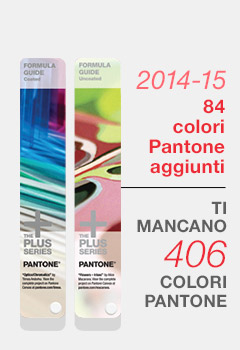 FORMULA
GUIDE
Coated
THE
PLUS
SERIES
PANTONE®
FORMULA
GUIDE
Uncoated
THE
PLUS
SERIES
PANTONE®
2014-15
84
colori
Pantone
aggiunti
TI
MANCANO
406
COLORI
PANTONE